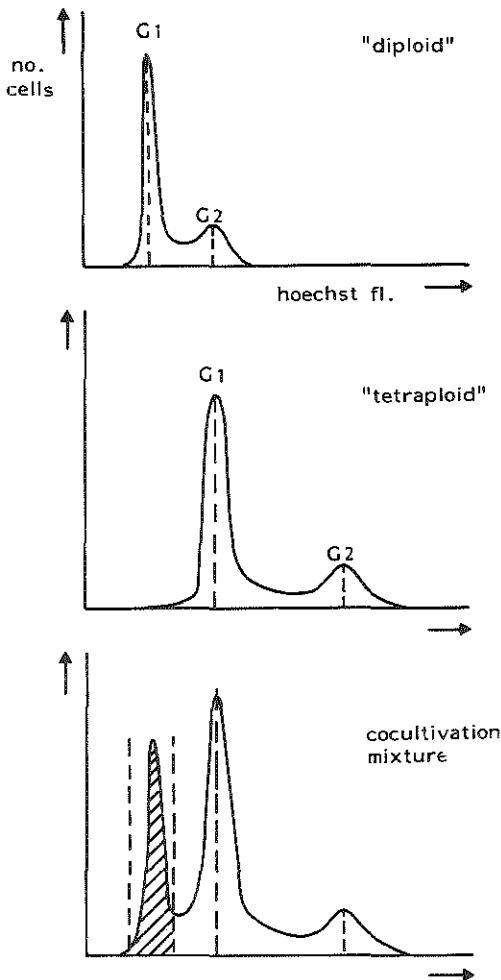 G1
"diploid"
no.
cells
G2
hoechst fl.
G1
"tetraploid"
G2
cocultivation
mixture